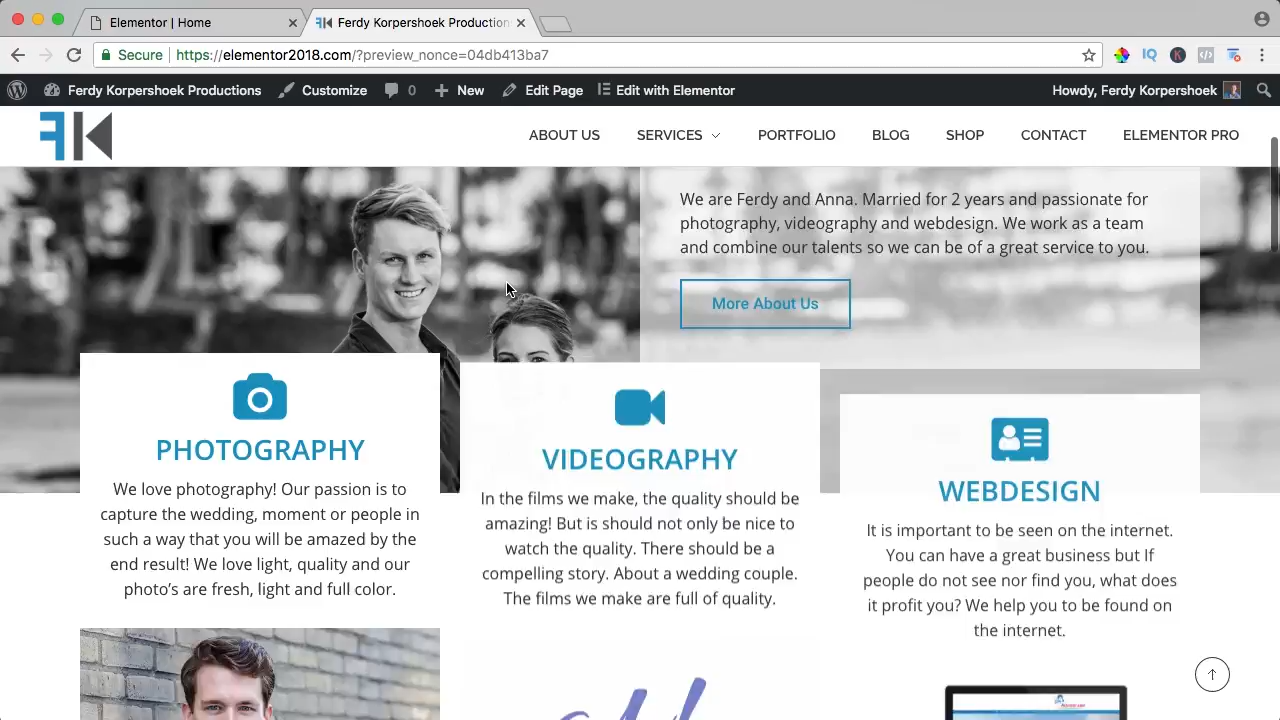 Elementor | Home
Ferdy Korpershoek Production
Secure https://elementor2018.com/?preview_nonce=04db413ba7
Ferdy Korpershoek Productions Customize 0 New Edit Page Edit with Elementor Howdy, Ferdy Korpershoek
FK ABOUT US SERVICES PORTFOLIO BLOG SHOP CONTACT ELEMENTOR PRO
We are Ferdy and Anna. Married for 2 years and passionate for
photography, videography and webdesign. We work as a team
and combine our talents so we can be of a great service to you.
More About Us
PHOTOGRAPHY
We love photography! Our passion is to
capture the wedding, moment or people in
such a way that you will be amazed by the
end result! We love light, quality and our
photo's are fresh, light and full color.
VIDEOGRAPHY
In the films we make, the quality should be
amazing! But is should not only be nice to
watch the quality. There should be a
compelling story. About a wedding couple.
The films we make are full of quality.
WEBDESIGN
It is important to be seen on the internet.
You can have a great business but If
people do not see nor find you, what does
it profit you? We help you to be found on
the internet.